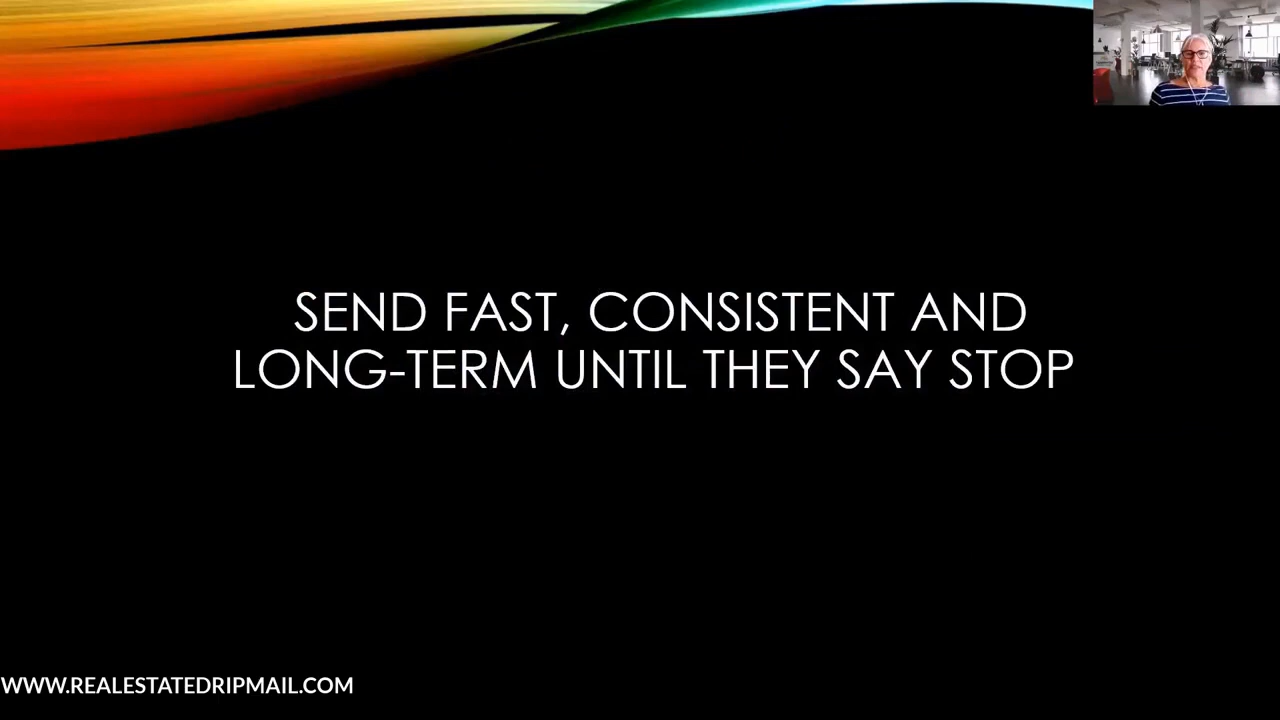 SEND FAST, CONSISTENT AND
LONG-TERM UNTIL THEY SAY STOP
WWW.REALESTATEDRIPMAIL.COM